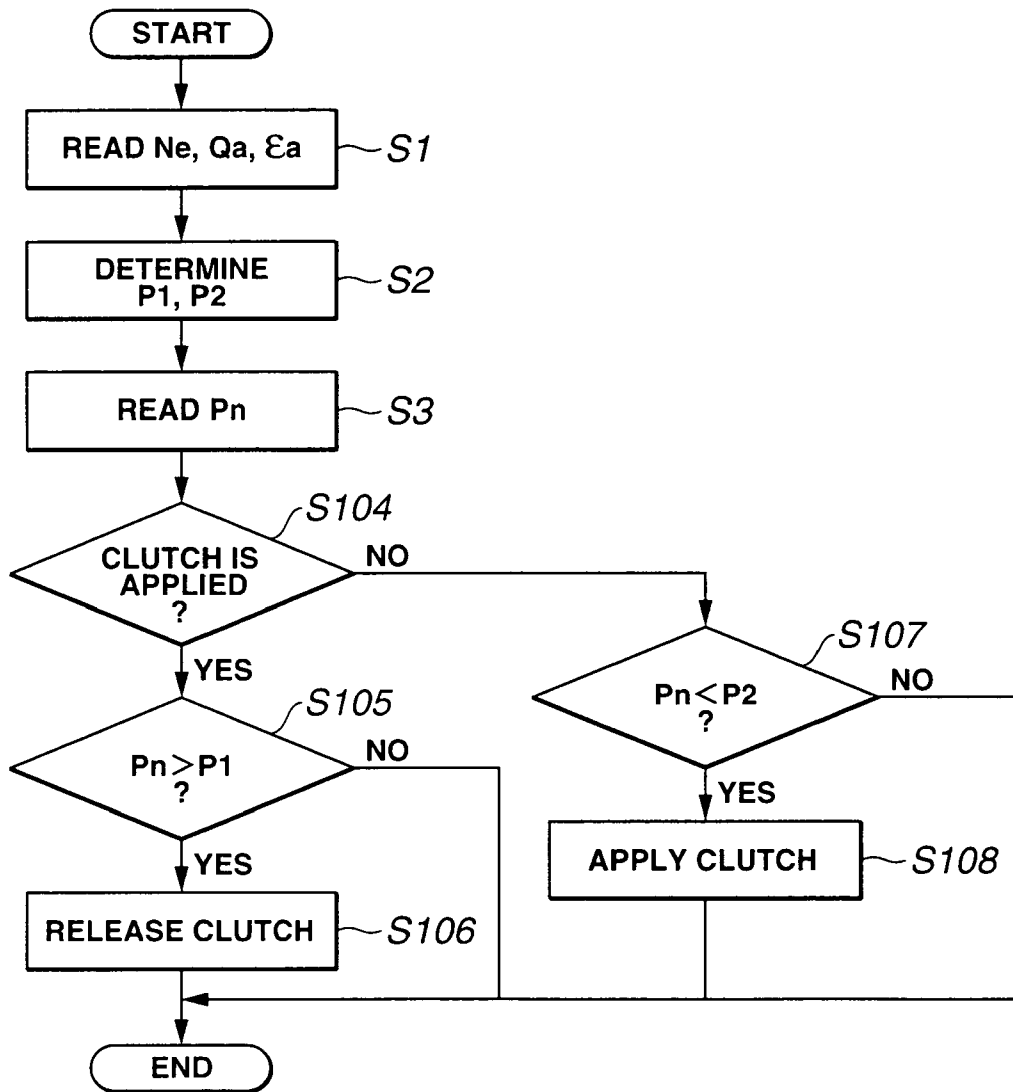 START
READ Ne, Qa, εa
S1
DETERMINE
P1, P2
S2
READ Pn
S3
S104
CLUTCH IS
APPLIED
?
NO
YES
S107
Pn<P2
?
NO
YES
S105
Pn>P1
?
NO
YES
APPLY CLUTCH
S108
RELEASE CLUTCH
S106
END